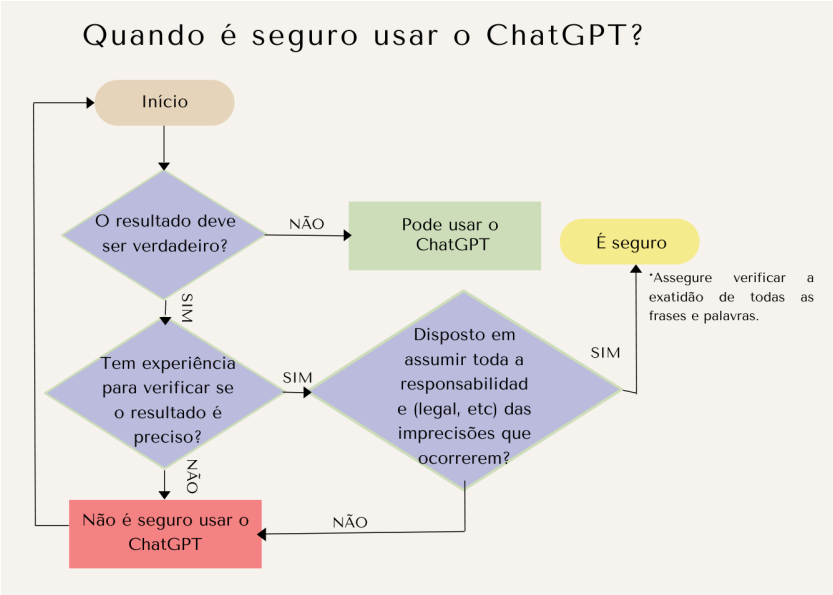 Quando é seguro usar o ChatGPT?
Início
O resultado deve
ser verdadeiro?
NÃO
Pode usar o
ChatGPT
É seguro
*Assegure verificar a
exatidão de todas as
frases e palavras.
SIM
Tem experiência
para verificar se
o resultado é
preciso?
SIM
Disposto em
assumir toda a
responsabilidad
e (legal, etc) das
imprecisões que
ocorrerem?
SIM
NÃO
Não é seguro usar o
ChatGPT
NÃO